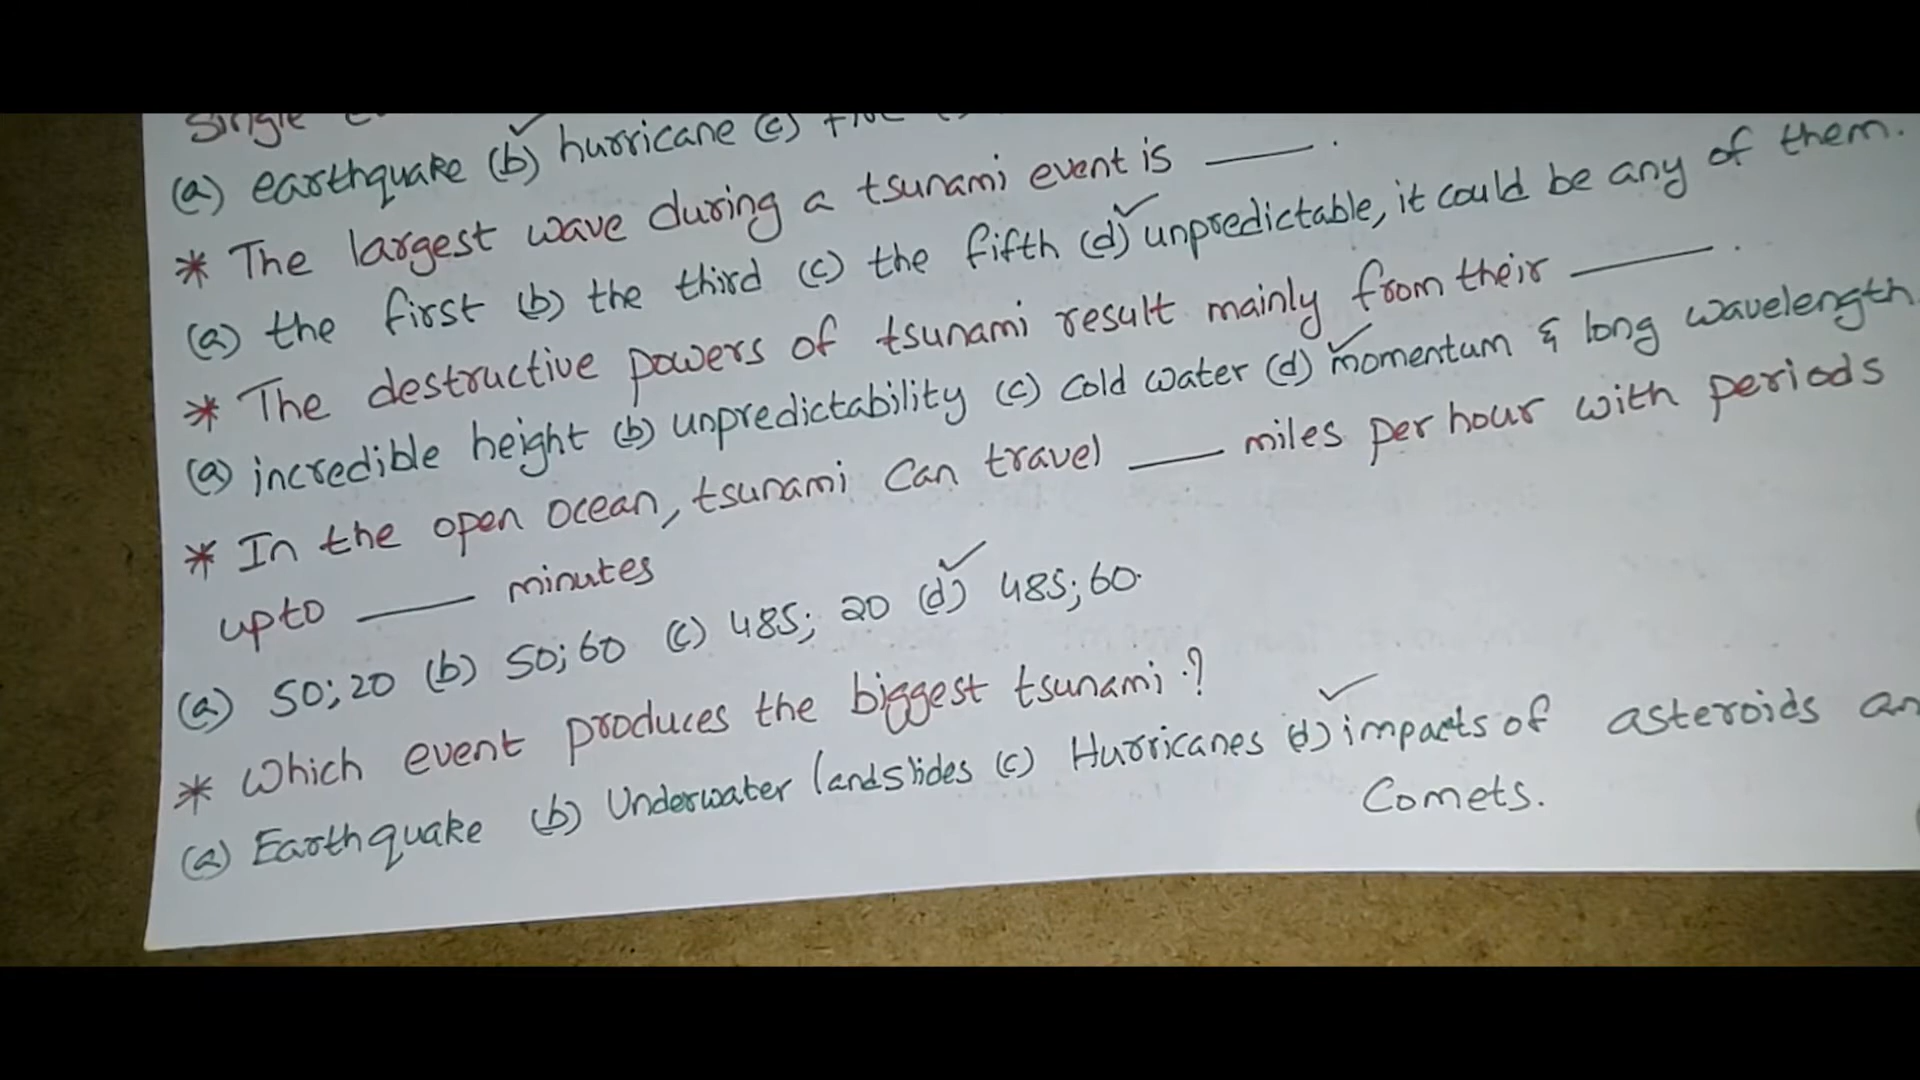 Single
(a) earthquake (b) hurricane (c)
* The largest wave during a tsunami event is ____.
(a) the first (b) the third (c) the fifth (d) unpredictable, it could be any of them.
* The destructive powers of tsunami result mainly from their ____.
(a) incredible height (b) unpredictability (c) cold water (d) momentum & long wavelength.
* In the open ocean, tsunami can travel ____ miles per hour with periods
upto ____ minutes
(a) 50;20 (b) 50;60 (c) 485; 20 (d) 485;60.
* Which event produces the biggest tsunami?
(a) Earthquake (b) Underwater landslides (c) Hurricanes (d) impacts of asteroids an
Comets.